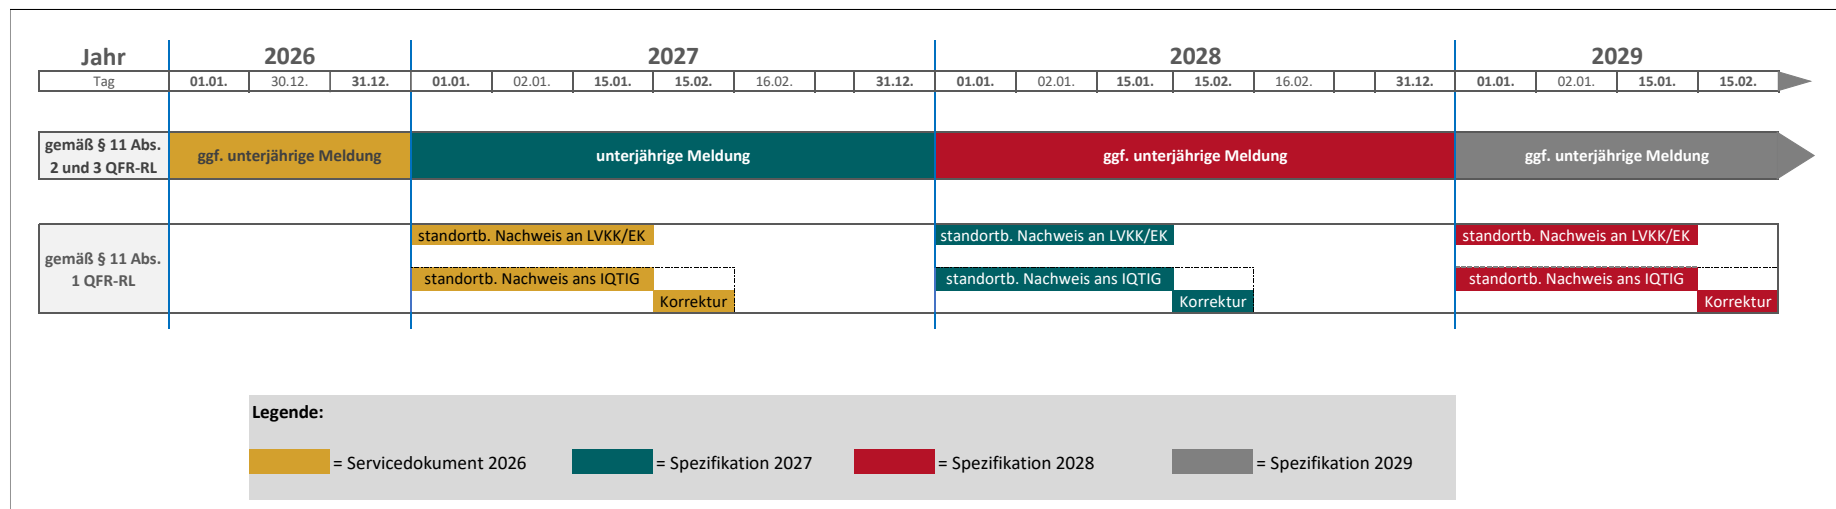 Jahr 2026 2027 2028 2029
Tag 01.01. 30.12. 31.12. 01.01. 02.01. 15.01. 15.02. 16.02. 31.12. 01.01. 02.01. 15.01. 15.02. 16.02. 31.12. 01.01. 02.01. 15.01. 15.02.
gemäß § 11 Abs.
2 und 3 QFR-RL
ggf. unterjährige Meldung unterjährige Meldung ggf. unterjährige Meldung ggf. unterjährige Meldung
gemäß § 11 Abs.
1 QFR-RL
standortb. Nachweis an LVKK/EK standortb. Nachweis an LVKK/EK standortb. Nachweis an LVKK/EK
standortb. Nachweis ans IQTIG standortb. Nachweis ans IQTIG standortb. Nachweis ans IQTIG
Korrektur Korrektur Korrektur
Legende:
= Servicedokument 2026 = Spezifikation 2027 = Spezifikation 2028 = Spezifikation 2029